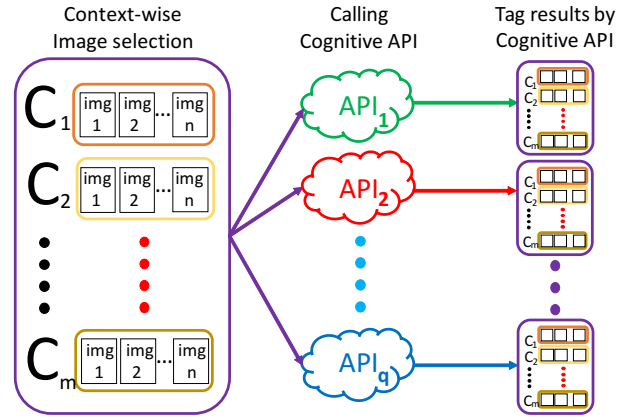 Context-wise
Image selection
Calling
Cognitive API
Tag results by
Cognitive API
C1 img 1 img 2 ... img n
C2 img 1 img 2 ... img n
Cm img 1 img 2 ... img n
API1
API2
APIq
C1
C2
Cm
C1
C2
Cm
C1
C2
Cm